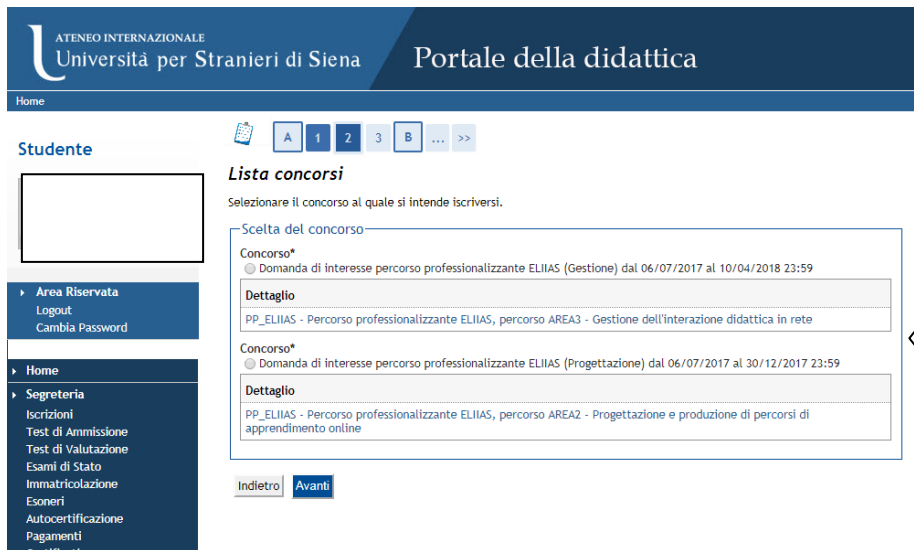 ATENEO INTERNAZIONALE
Università per Stranieri di Siena
Portale della didattica
Home
Studente
Area Riservata
Logout
Cambia Password
Home
Segreteria
Iscrizioni
Test di Ammissione
Test di Valutazione
Esami di Stato
Immatricolazione
Esoneri
Autocertificazione
Pagamenti
A 1 2 3 B ... >>
Lista concorsi
Selezionare il concorso al quale si intende iscriversi.
Scelta del concorso
Concorso*
Domanda di interesse percorso professionalizzante ELIIAS (Gestione) dal 06/07/2017 al 10/04/2018 23:59
Dettaglio
PP_ELIIAS - Percorso professionalizzante ELIIAS, percorso AREA3 - Gestione dell'interazione didattica in rete
Concorso*
Domanda di interesse percorso professionalizzante ELIIAS (Progettazione) dal 06/07/2017 al 30/12/2017 23:59
Dettaglio
PP_ELIIAS - Percorso professionalizzante ELIIAS, percorso AREA2 - Progettazione e produzione di percorsi di
apprendimento online
Indietro Avanti